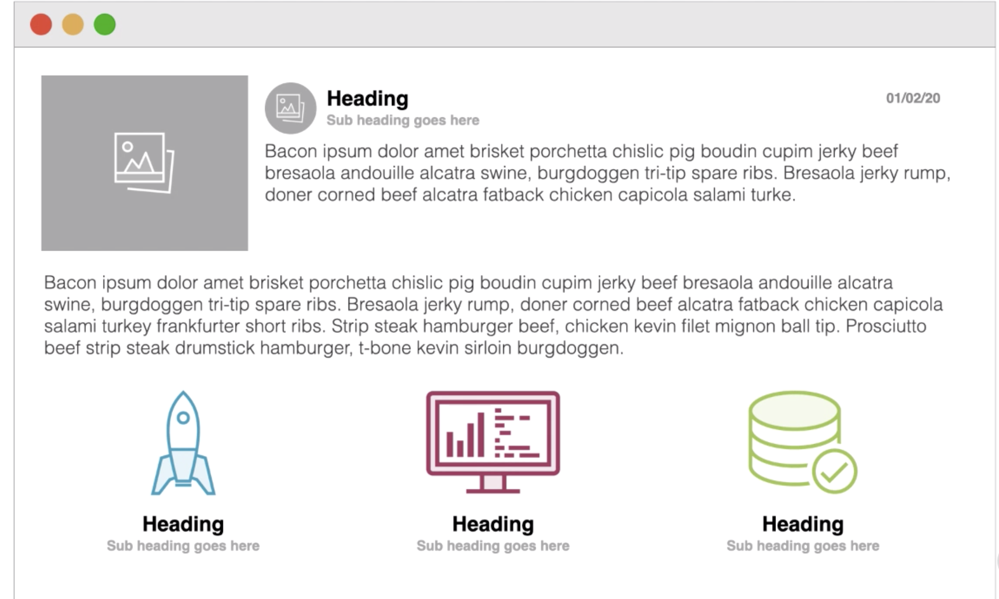 Heading
01/02/20
Sub heading goes here
Bacon ipsum dolor amet brisket porchetta chislic pig boudin cupim jerky beef
bresaola andouille alcatra swine, burgdoggen tri-tip spare ribs. Bresaola jerky rump,
doner corned beef alcatra fatback chicken capicola salami turke.
Bacon ipsum dolor amet brisket porchetta chislic pig boudin cupim jerky beef bresaola andouille alcatra
swine, burgdoggen tri-tip spare ribs. Bresaola jerky rump, doner corned beef alcatra fatback chicken capicola
salami turkey frankfurter short ribs. Strip steak hamburger beef, chicken kevin filet mignon ball tip. Prosciutto
beef strip steak drumstick hamburger, t-bone kevin sirloin burgdoggen.
Heading
Sub heading goes here
Heading
Sub heading goes here
Heading
Sub heading goes here